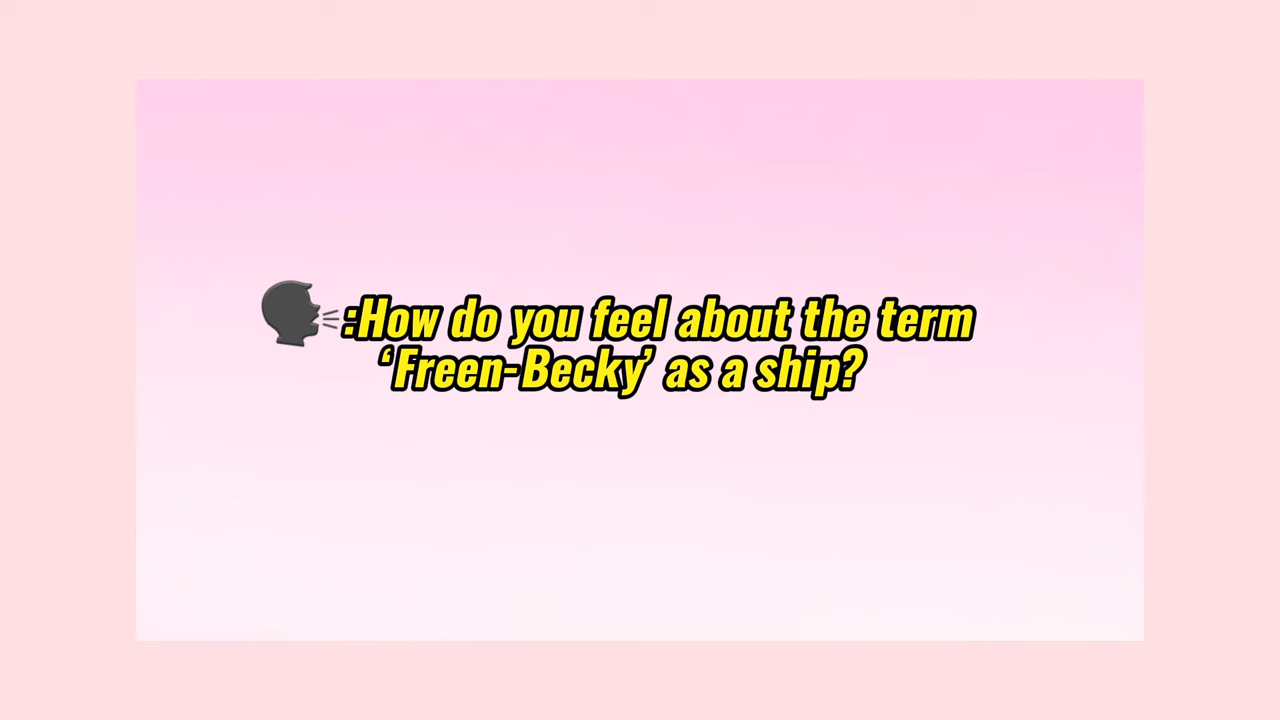 :How do you feel about the term
‘Freen-Becky’ as a ship?